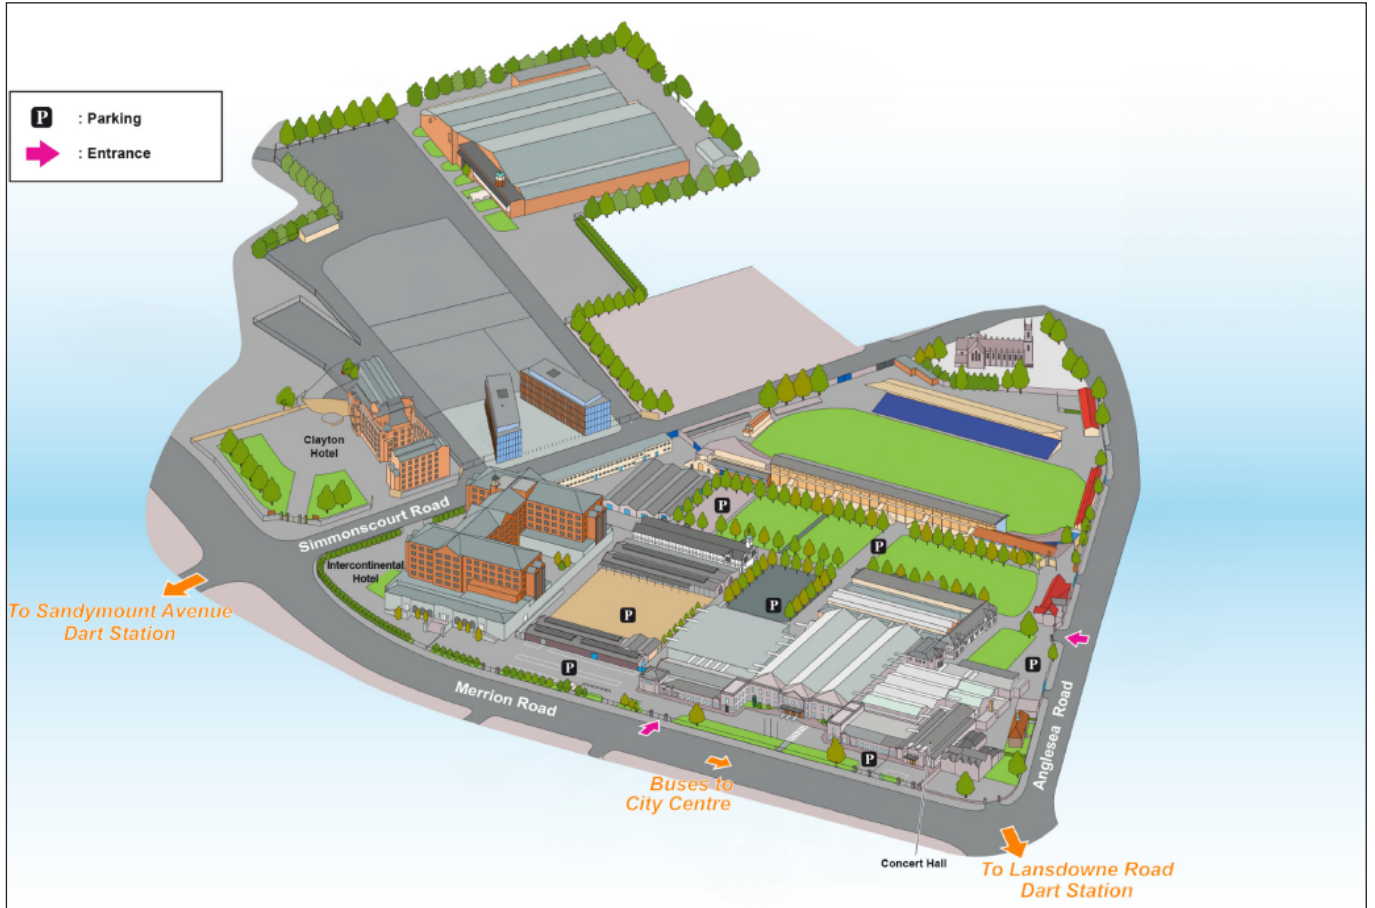 P : Parking
: Entrance
Clayton
Hotel
Simmonscourt Road
Intercontinental
Hotel
To Sandymount Avenue
Dart Station
P
P
P
P
P
P
P
Merrion Road
Anglesea Road
Buses to
City Centre
Concert Hall
To Lansdowne Road
Dart Station